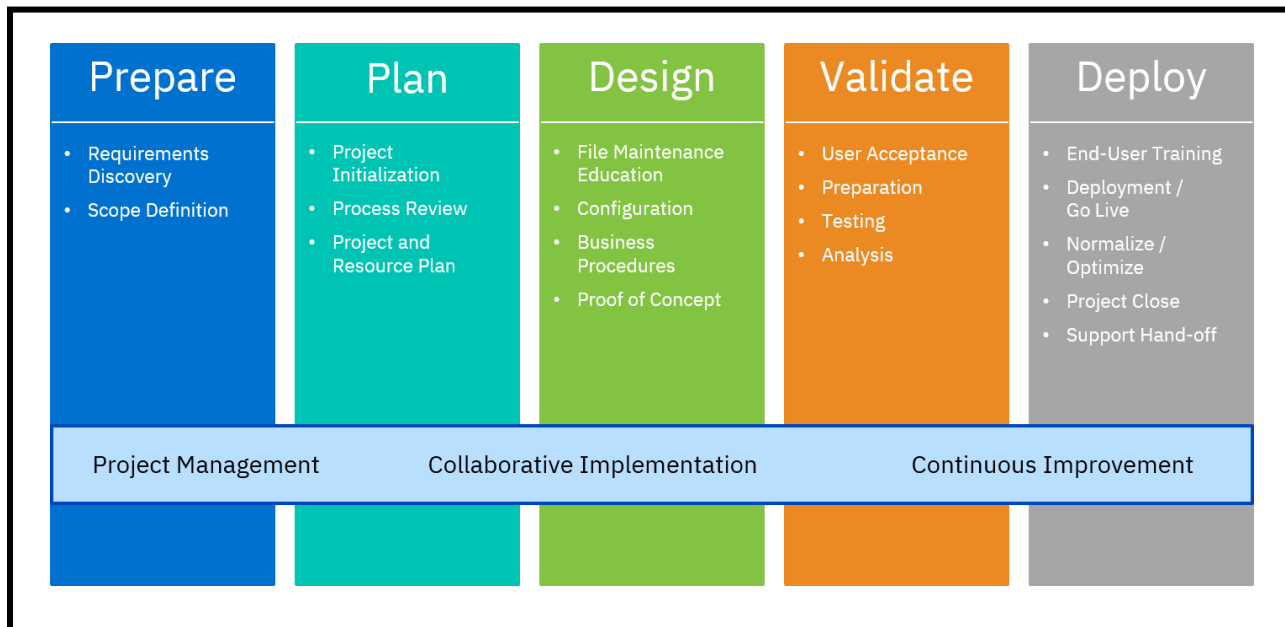 Prepare
• Requirements
Discovery
• Scope Definition
Plan
• Project
Initialization
• Process Review
• Project and
Resource Plan
Design
• File Maintenance
Education
• Configuration
• Business
Procedures
• Proof of Concept
Validate
• User Acceptance
• Preparation
• Testing
• Analysis
Deploy
• End-User Training
• Deployment /
Go Live
• Normalize /
Optimize
• Project Close
• Support Hand-off
Project Management
Collaborative Implementation
Continuous Improvement